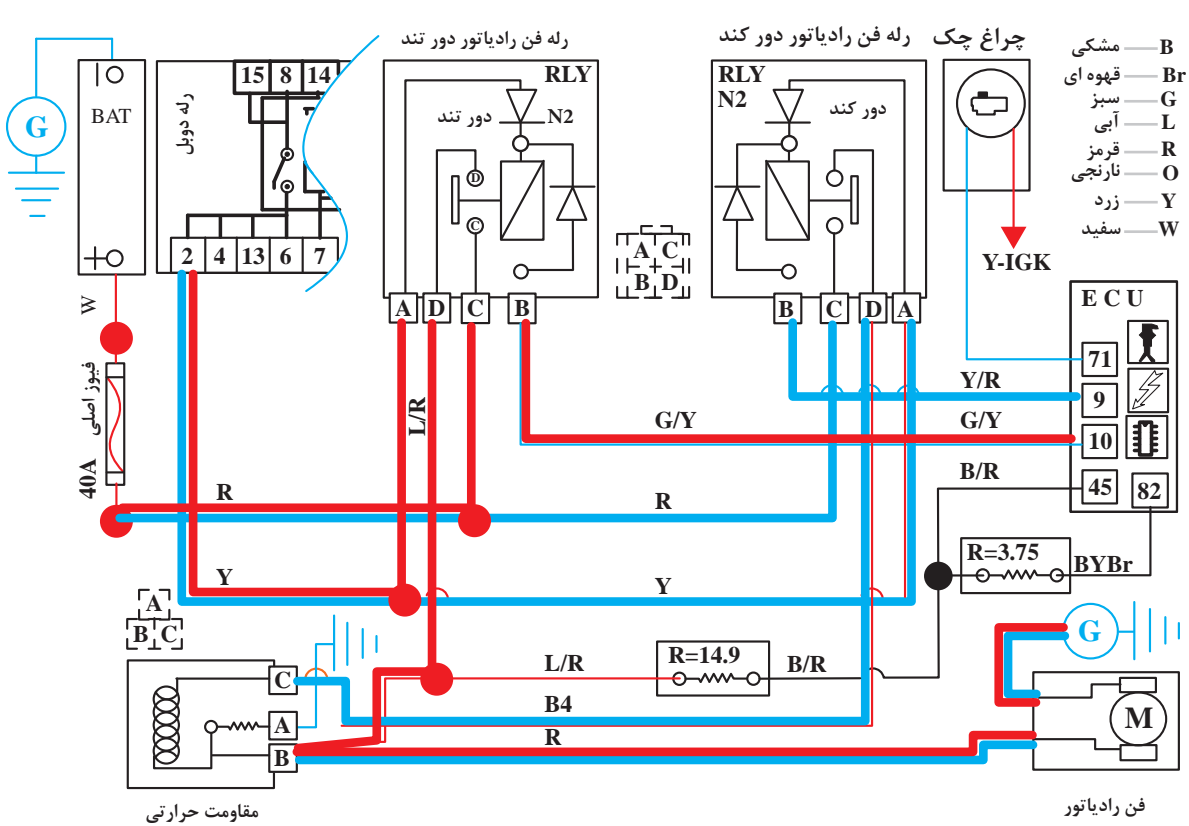 رله فن رادیاتور دور تند
رله فن رادیاتور دور کند
چراغ چک
B مشکی
Br قهوه ای
G سبز
L آبی
R قرمز
O نارنجی
Y زرد
W سفید
G
BAT
رله دوبل
15 8 14
2 4 13 6 7
RLY
N2
دور تند
D
C
A D C B
A C
B D
RLY
N2
دور کند
B C D A
Y-IGK
E C U
71
9
10
45
82
W
فیوز اصلی
40A
L/R
Y/R
G/Y
G/Y
B/R
R
R
R=3.75
BYBr
Y
Y
A
B C
C
A
B
L/R
R=14.9
B/R
B4
R
G
M
مقاومت حرارتی
فن رادیاتور